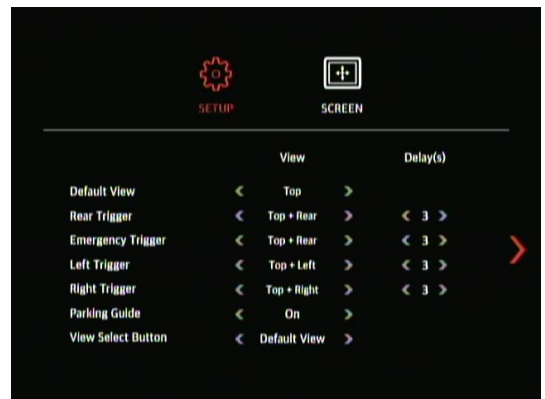 SETUP SCREEN
View Delay(s)
Default View Top
Rear Trigger Top + Rear 3
Emergency Trigger Top + Rear 3
Left Trigger Top + Left 3
Right Trigger Top + Right 3
Parking Guide On
View Select Button Default View